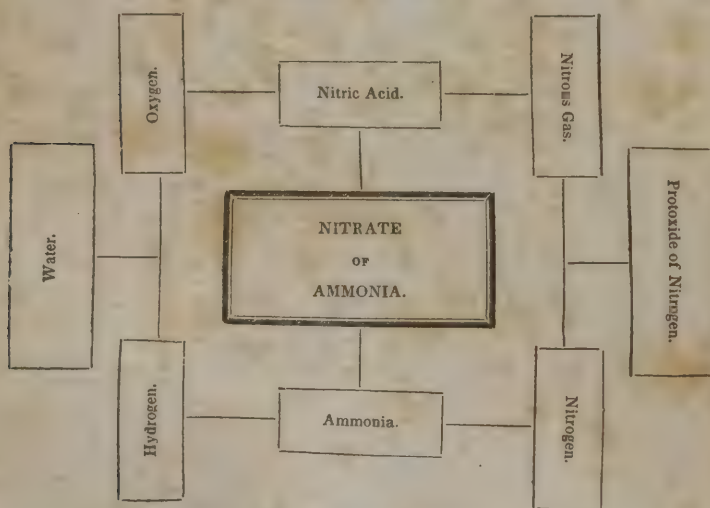 Oxygen.
Nitric Acid.
Nitrous Gas.
Water.
NITRATE
OF
AMMONIA.
Protoxide of Nitrogen.
Hydrogen.
Ammonia.
Nitrogen.